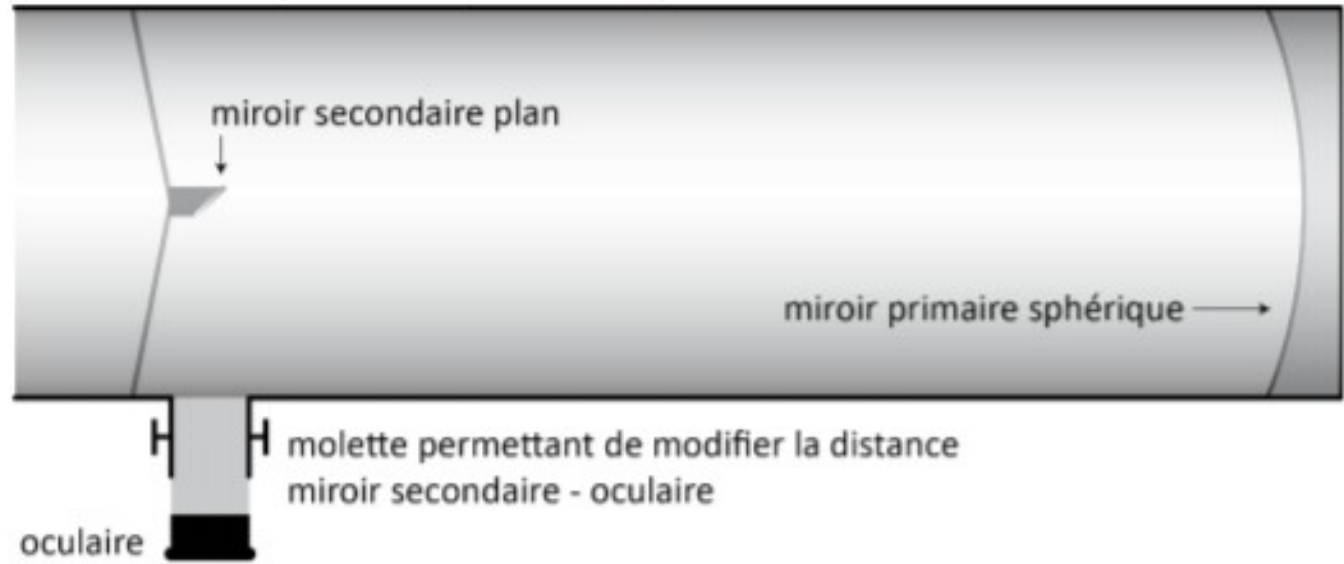 miroir secondaire plan
miroir primaire sphérique
molette permettant de modifier la distance
miroir secondaire - oculaire
oculaire